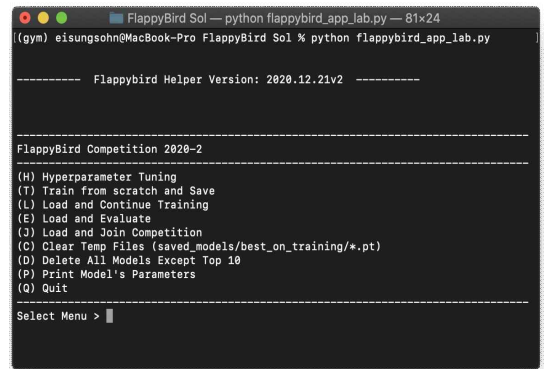 FlappyBird Sol — python flappybird_app_lab.py — 81×24
[(gym) eisungsohn@MacBook-Pro FlappyBird Sol % python flappybird_app_lab.py ]
---------- Flappybird Helper Version: 2020.12.21v2 ----------
--------------------------------------------------------------------------------
FlappyBird Competition 2020-2
--------------------------------------------------------------------------------
(H) Hyperparameter Tuning
(T) Train from scratch and Save
(L) Load and Continue Training
(E) Load and Evaluate
(J) Load and Join Competition
(C) Clear Temp Files (saved_models/best_on_training/*.pt)
(D) Delete All Models Except Top 10
(P) Print Model's Parameters
(Q) Quit
--------------------------------------------------------------------------------
Select Menu >